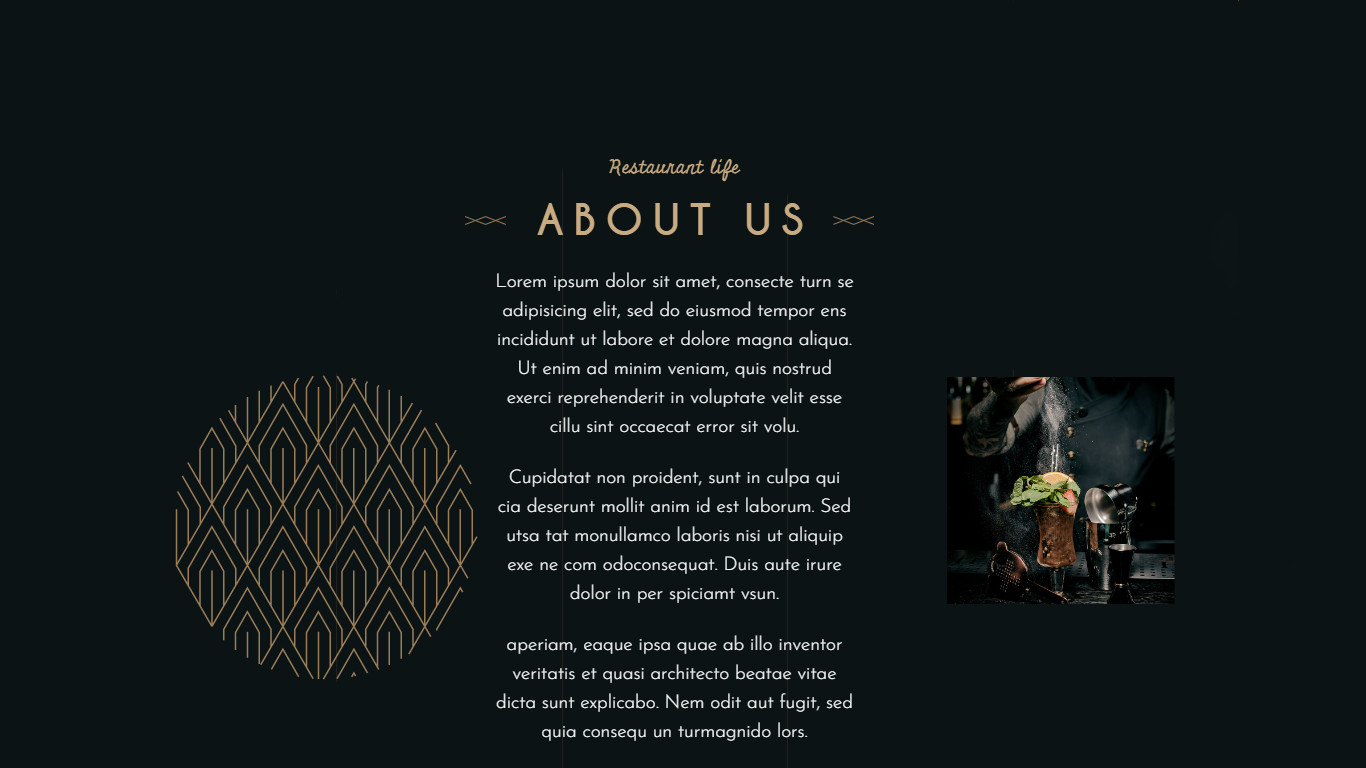 Restaurant life
ABOUT US
Lorem ipsum dolor sit amet, consecte turn se
adipisicing elit, sed do eiusmod tempor ens
incididunt ut labore et dolore magna aliqua.
Ut enim ad minim veniam, quis nostrud
exerci reprehenderit in voluptate velit esse
cillu sint occaecat error sit volu.
Cupidatat non proident, sunt in culpa qui
cia deserunt mollit anim id est laborum. Sed
utsa tat monullamco laboris nisi ut aliquip
exe ne com odoconsequat. Duis aute irure
dolor in per spiciamt vsun.
aperiam, eaque ipsa quae ab illo inventor
veritatis et quasi architecto beatae vitae
dicta sunt explicabo. Nem odit aut fugit, sed
quia consequ un turmagnido lors.